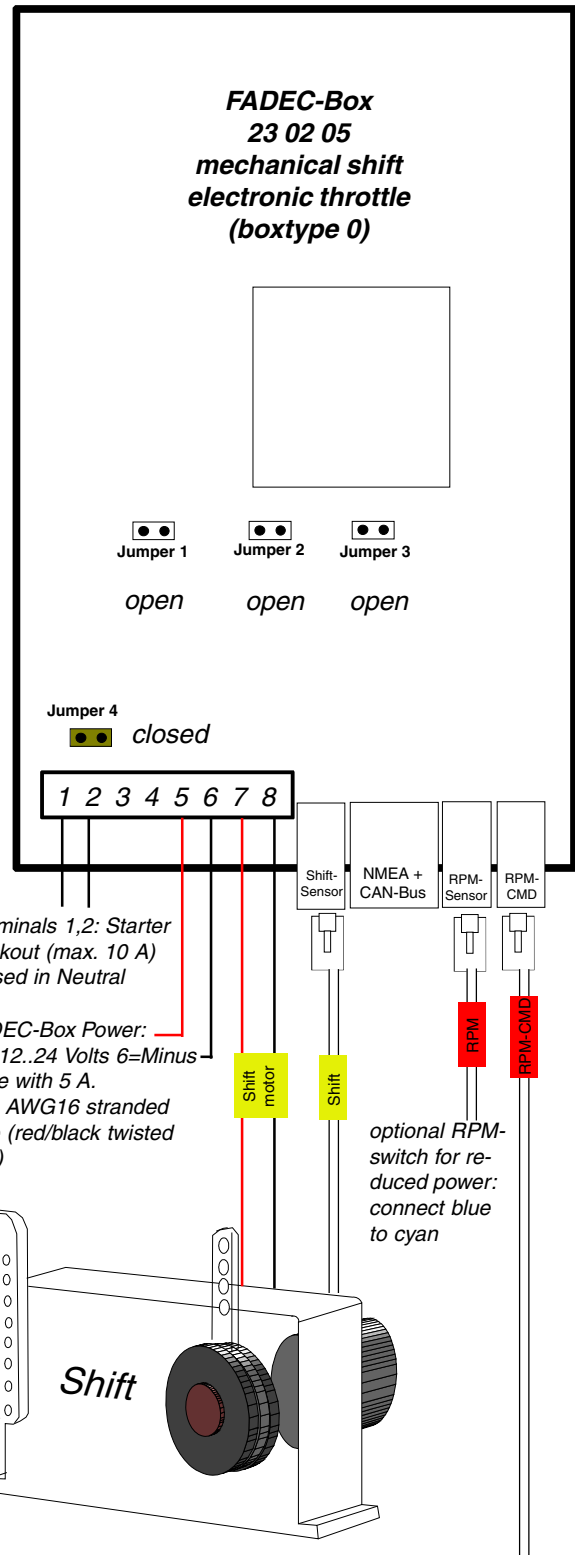 FADEC-Box
23 02 05
mechanical shift
electronic throttle
(boxtype 0)
Jumper 1
Jumper 2
Jumper 3
open
open
open
Jumper 4
closed
1 2 3 4 5 6 7 8
Shift-
Sensor
NMEA +
CAN-Bus
RPM-
Sensor
RPM-
CMD
minals 1,2: Starter
kout (max. 10 A)
sed in Neutral
DEC-Box Power:
12..24 Volts 6=Minus
e with 5 A.
AWG16 stranded
(red/black twisted
)
Shift
motor
Shift
RPM
RPM-CMD
optional RPM-
switch for re-
duced power:
connect blue
to cyan
Shift